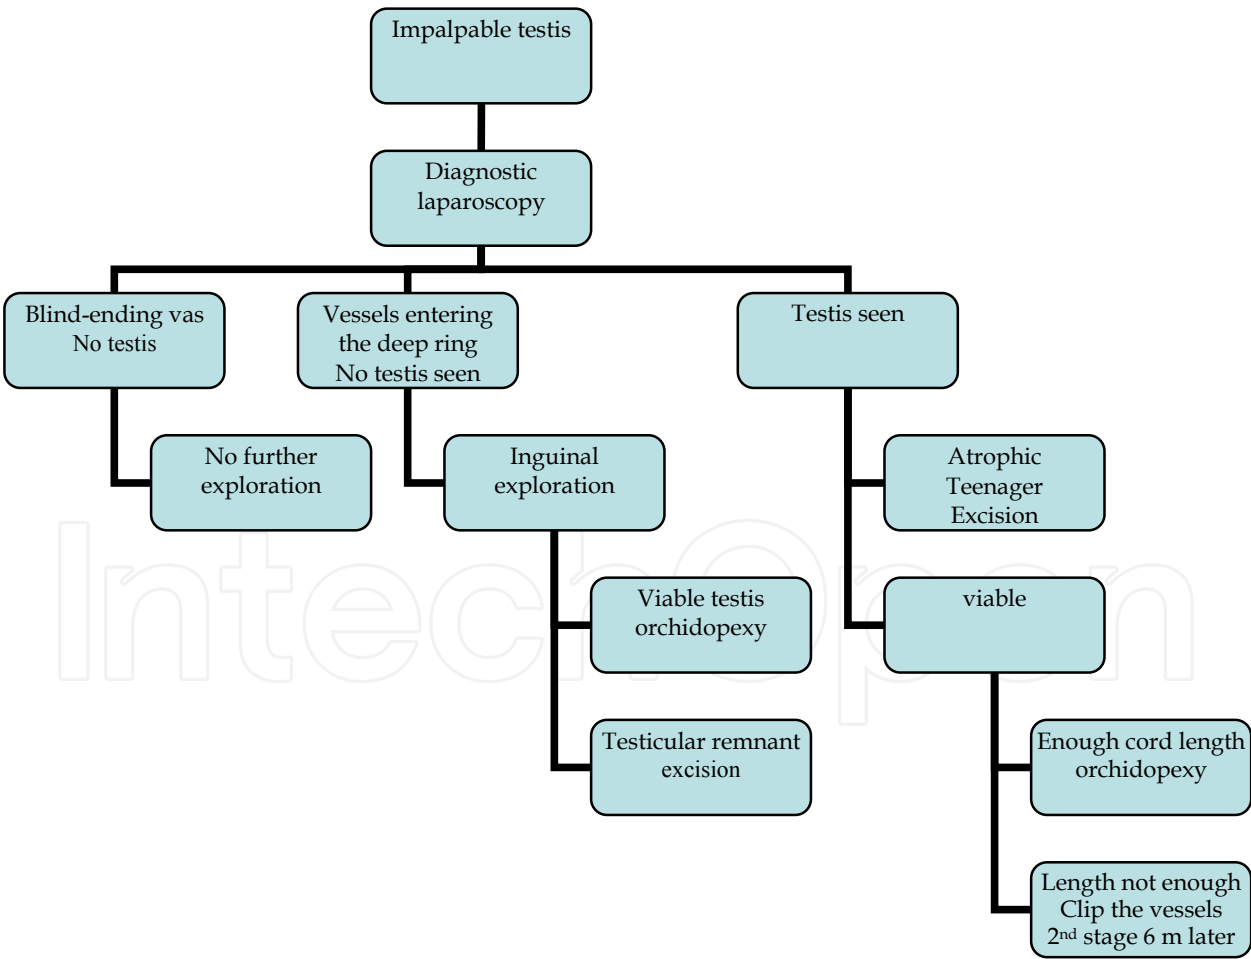 Impalpable testis
Diagnostic
laparoscopy
Blind-ending vas
No testis
Vessels entering
the deep ring
No testis seen
Testis seen
No further
exploration
Inguinal
exploration
Atrophic
Teenager
Excision
Viable testis
orchidopexy
viable
Testicular remnant
excision
Enough cord length
orchidopexy
Length not enough
Clip the vessels
2nd stage 6 m later
IntechOpen